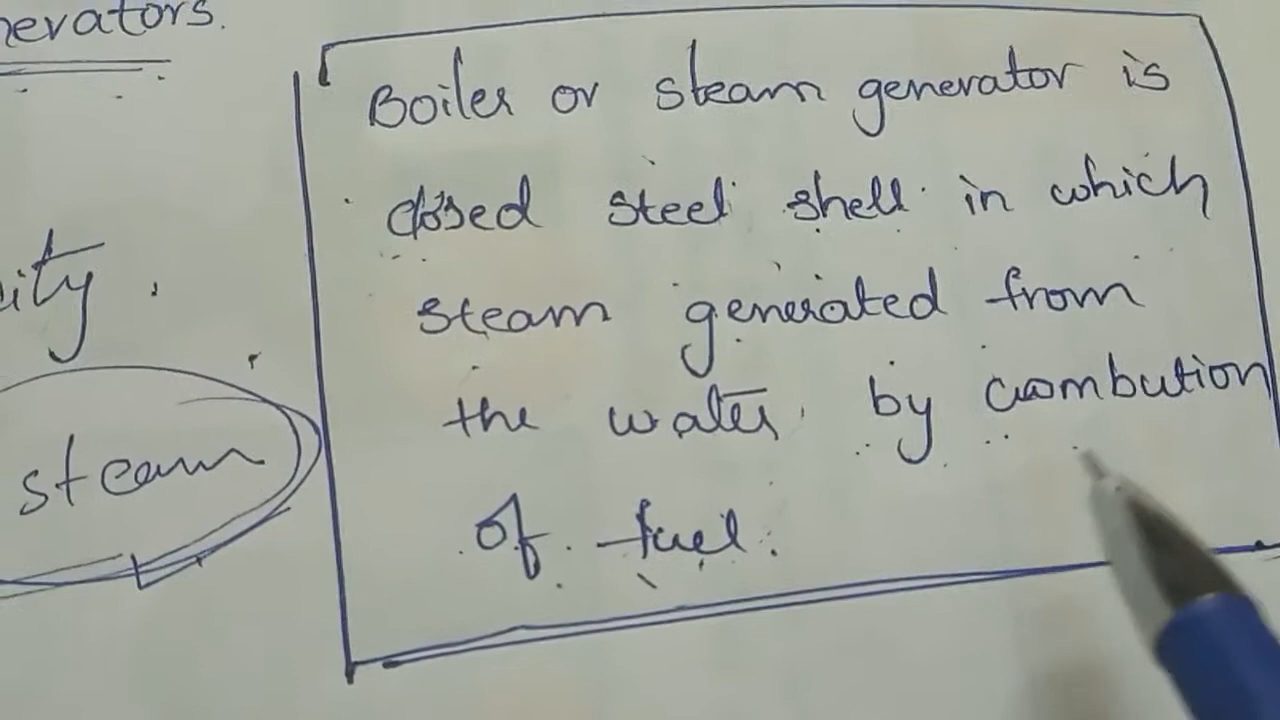 nerators.
Boiler or steam generator is
closed steel shell in which
steam generated from
the water by combution
of fuel.
ity
steam